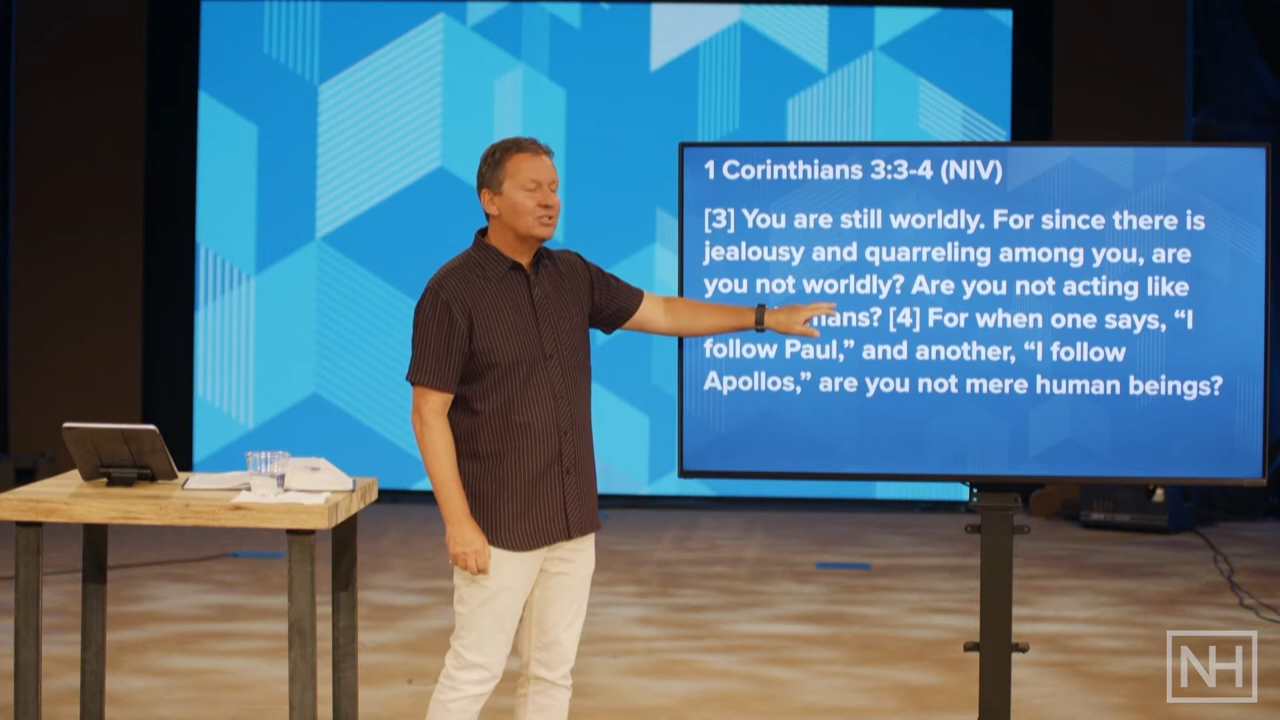 1 Corinthians 3:3-4 (NIV)
[3] You are still worldly. For since there is
jealousy and quarreling among you, are
you not worldly? Are you not acting like
? [4] For when one says, “I
follow Paul,” and another, “I follow
Apollos,” are you not mere human beings?
NH